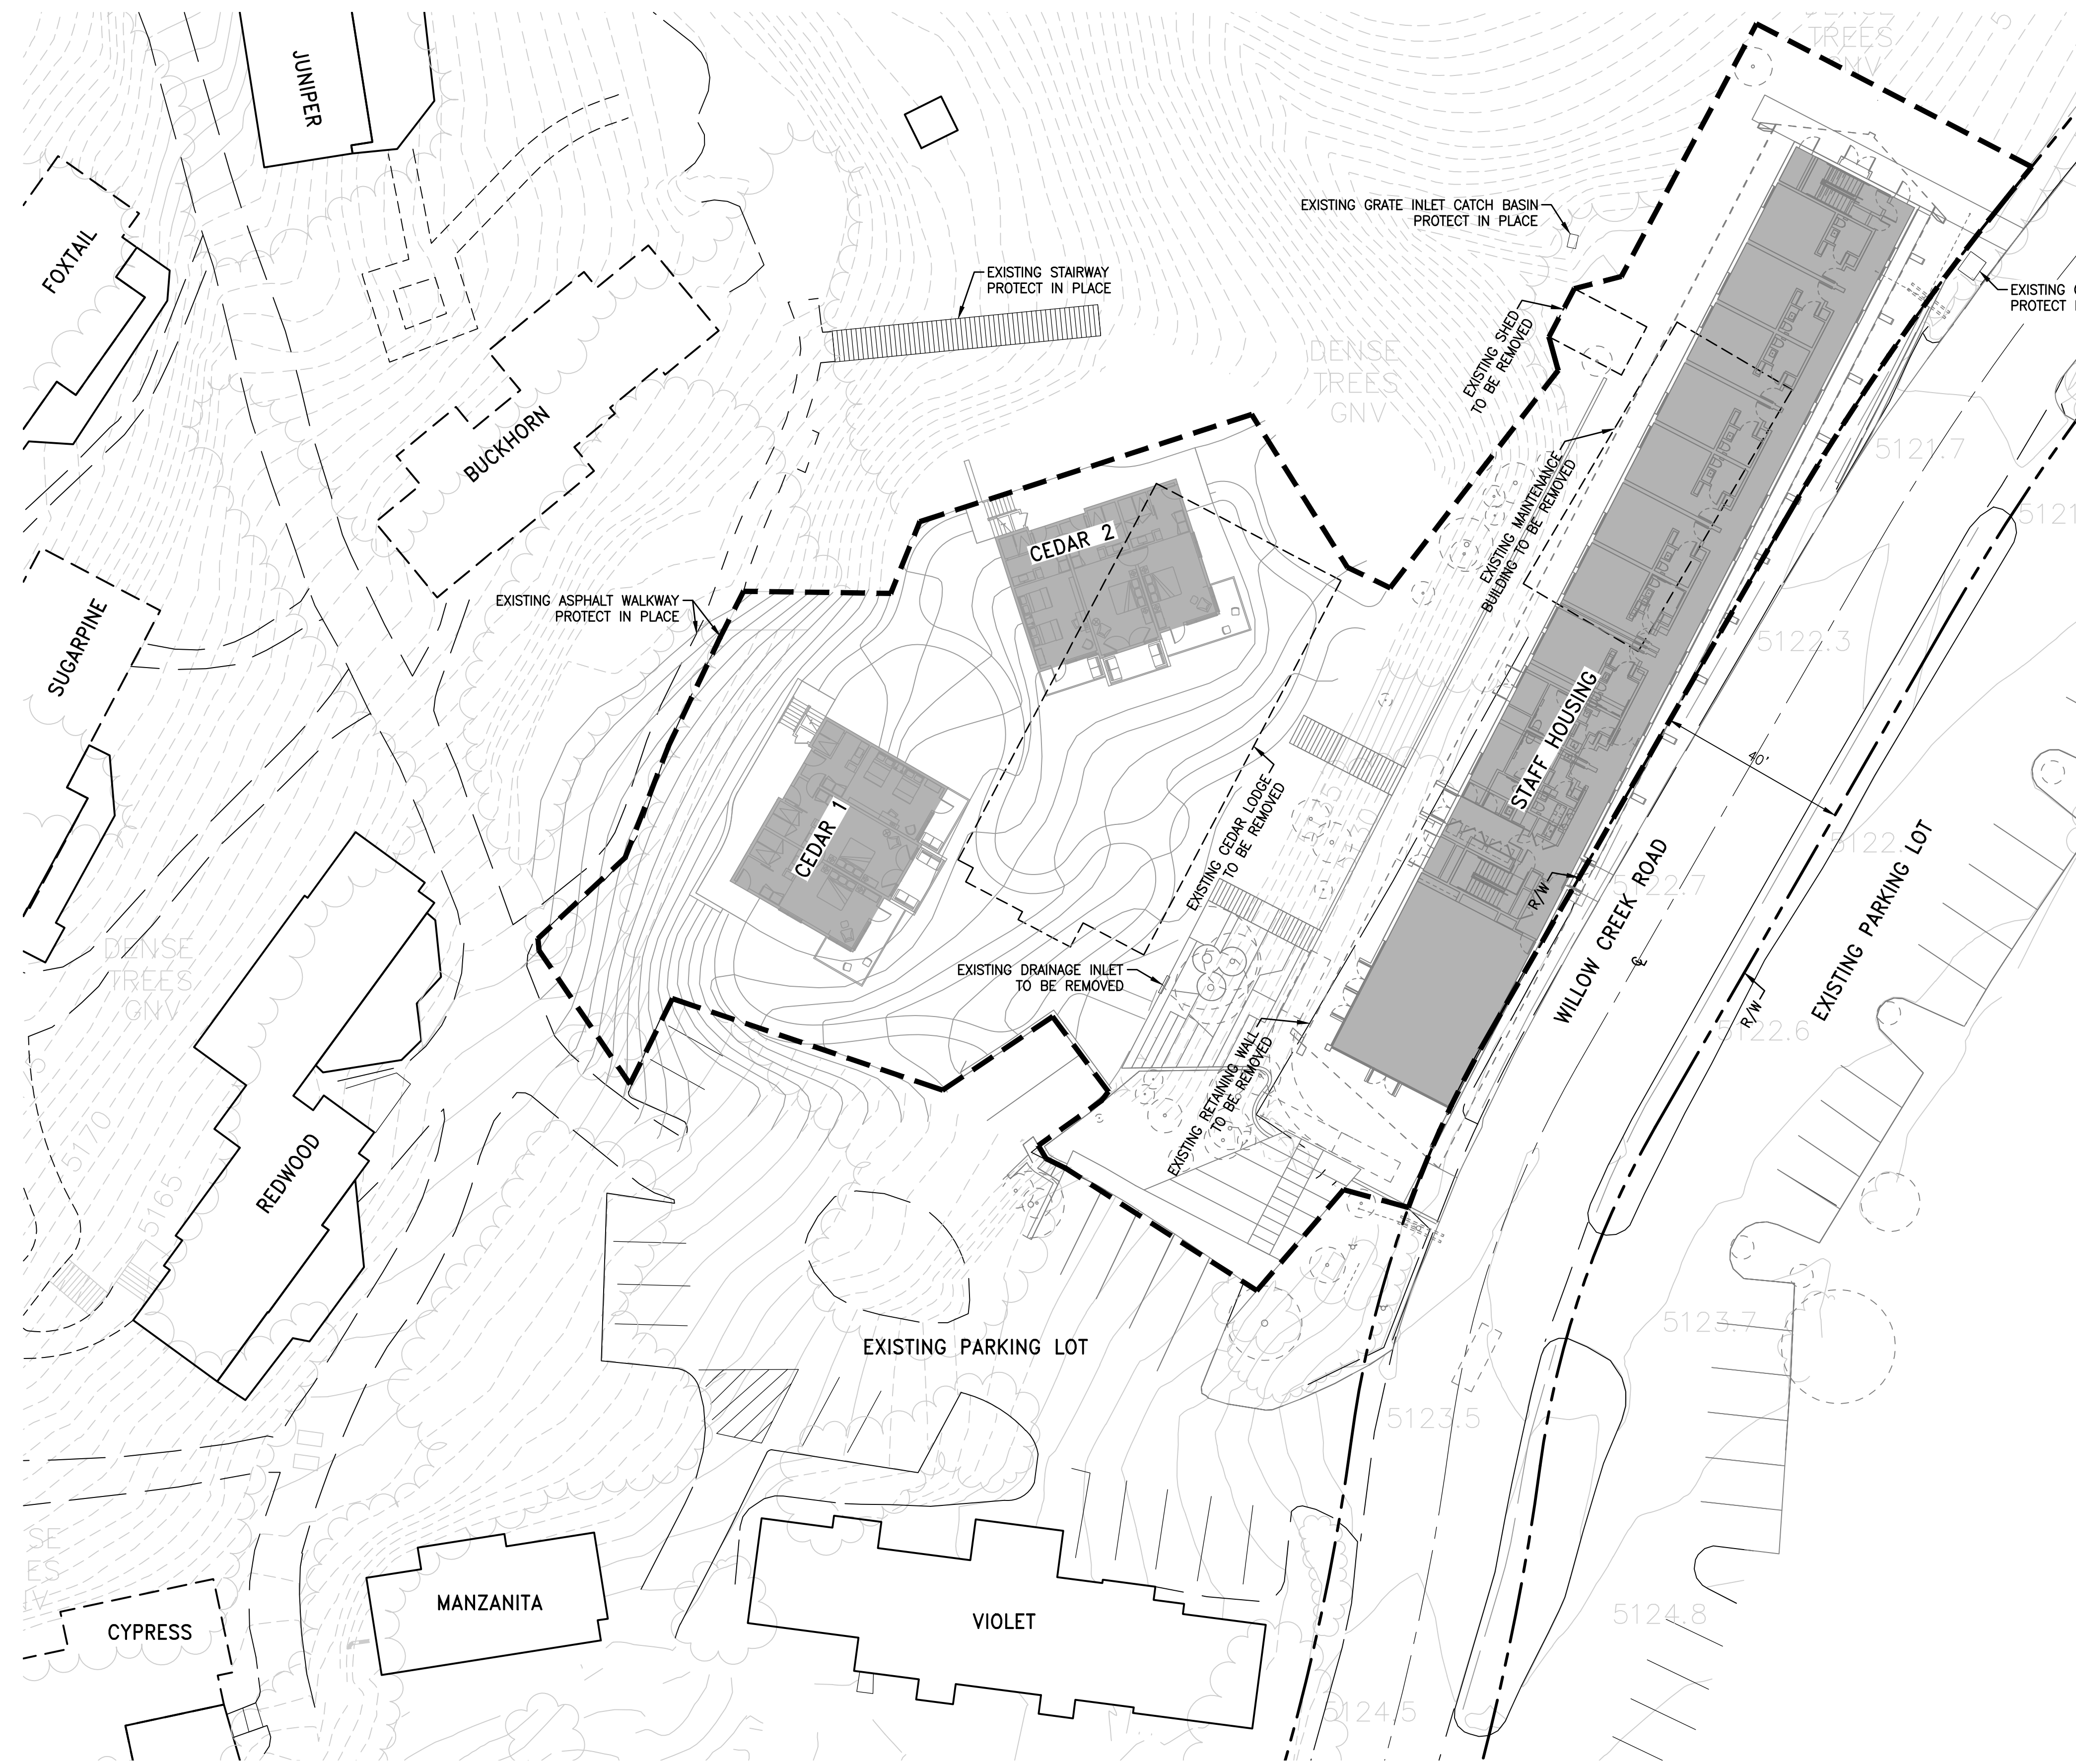 JUNIPER
TREES
FOXTAIL
EXISTING GRATE INLET CATCH BASIN
PROTECT IN PLACE
EXISTING STAIRWAY
PROTECT IN PLACE
EXISTING
PROTECT
EXISTING SHED
TO BE REMOVED
DENSE
TREES
GNV
BUCKHORN
5121.7
EXISTING MAINTENANCE
BUILDING TO BE REMOVED
CEDAR 2
EXISTING ASPHALT WALKWAY
PROTECT IN PLACE
SUGARPINE
5122.3
STAFF HOUSING
40'
CEDAR 1
EXISTING CEDAR LODGE
TO BE REMOVED
5130
R/W
5122.7
WILLOW CREEK ROAD
EXISTING PARKING LOT
DENSE
TREES
GNV
EXISTING DRAINAGE INLET
TO BE REMOVED
R/W
5122.6
EXISTING RETAINING WALL
TO BE REMOVED
5170
5165
REDWOOD
EXISTING PARKING LOT
5123.7
5123.5
MANZANITA
VIOLET
CYPRESS
5124.8
5124.5